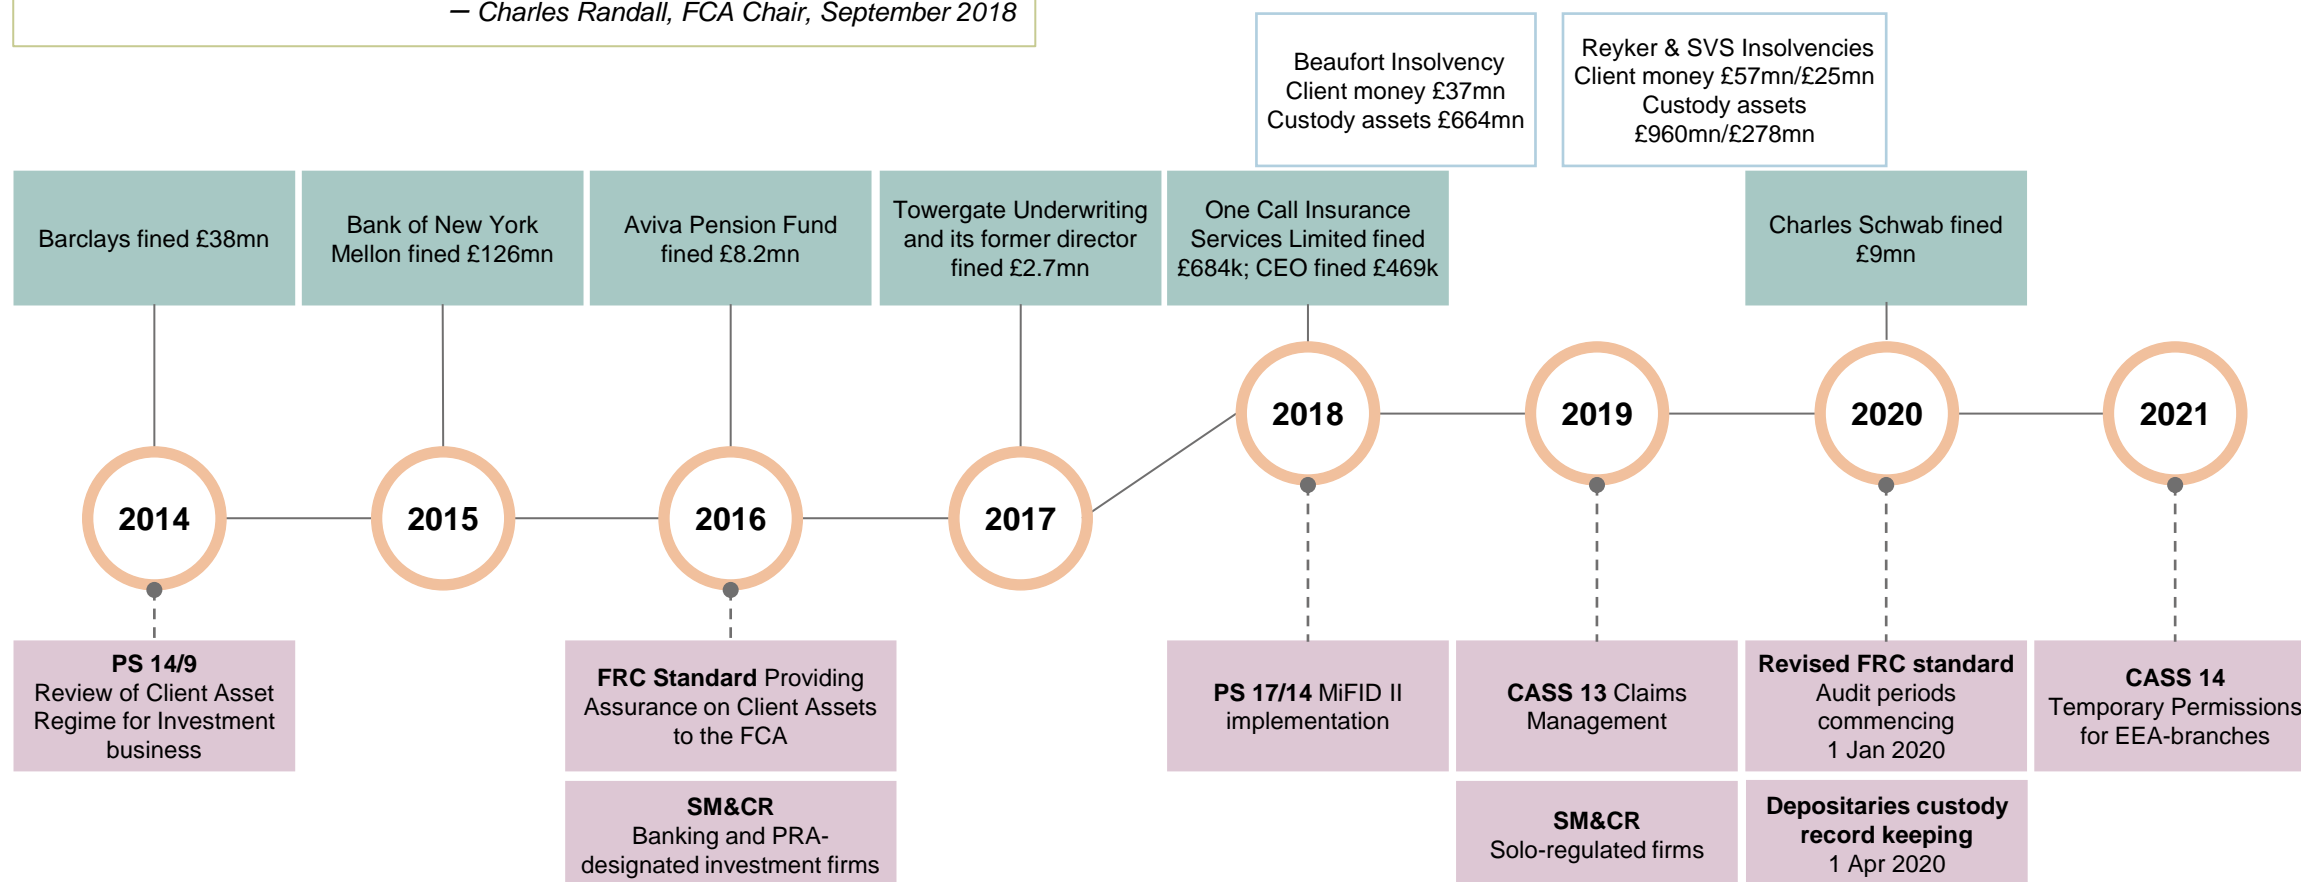 – Charles Randall, FCA Chair, September 2018
Beaufort Insolvency
Client money £37mn
Custody assets £664mn
Reyker & SVS Insolvencies
Client money £57mn/£25mn
Custody assets
£960mn/£278mn
Barclays fined £38mn
Bank of New York
Mellon fined £126mn
Aviva Pension Fund
fined £8.2mn
Towergate Underwriting
and its former director
fined £2.7mn
One Call Insurance
Services Limited fined
£684k; CEO fined £469k
Charles Schwab fined
£9mn
2014
2015
2016
2017
2018
2019
2020
2021
PS 14/9
Review of Client Asset
Regime for Investment
business
FRC Standard Providing
Assurance on Client Assets
to the FCA
SM&CR
Banking and PRA-
designated investment firms
PS 17/14 MiFID II
implementation
CASS 13 Claims
Management
SM&CR
Solo-regulated firms
Revised FRC standard
Audit periods
commencing
1 Jan 2020
Depositaries custody
record keeping
1 Apr 2020
CASS 14
Temporary Permissions
for EEA-branches